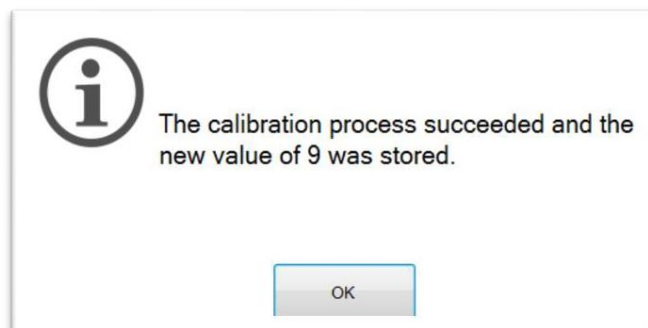 The calibration process succeeded and the
new value of 9 was stored.
OK